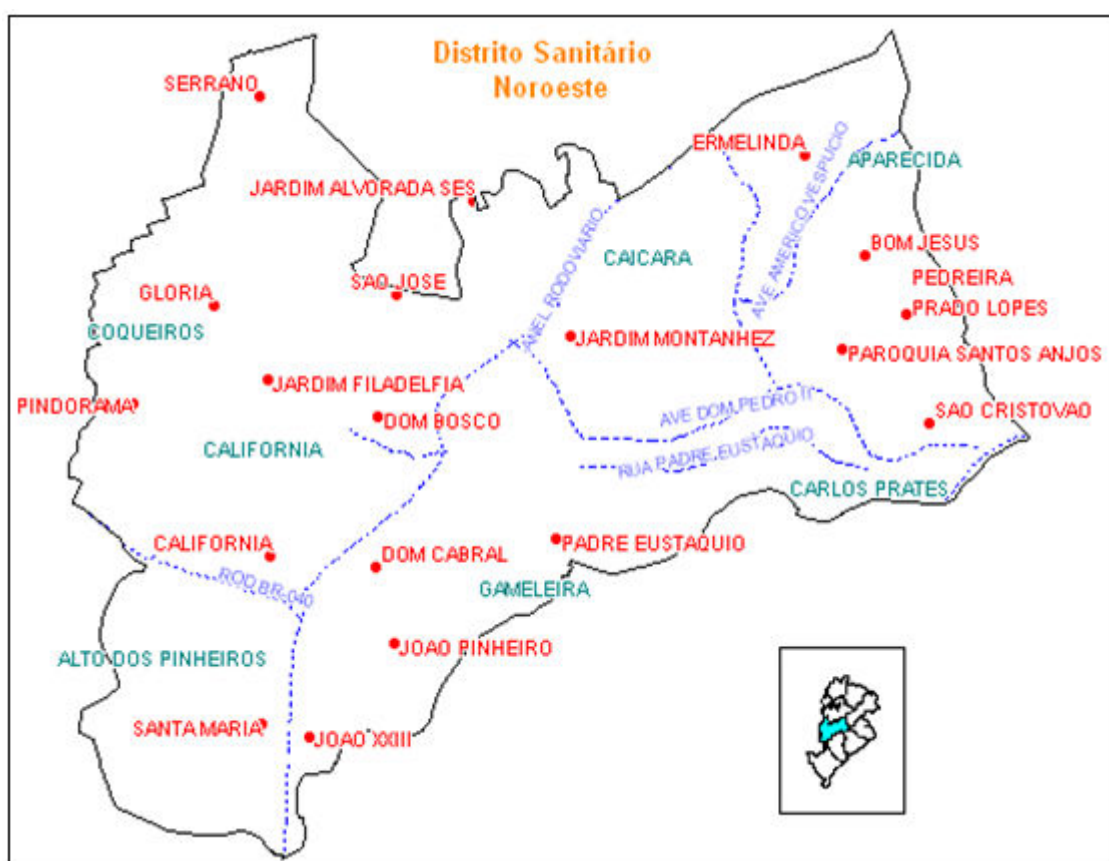 Distrito Sanitário
Noroeste
SERRANO
ERMELINDA
APARECIDA
JARDIM ALVORADA SES
AVE AMERICO VESPUCIO
ANEL RODOVIARIO
CAICARA
BOM JESUS
SAO JOSE
PEDREIRA
PRADO LOPES
GLORIA
COQUEIROS
JARDIM MONTANHEZ
PAROQUIA SANTOS ANJOS
JARDIM FILADELFIA
PINDORAMA
DOM BOSCO
AVE DOM PEDRO II
SAO CRISTOVAO
CALIFORNIA
RUA PADRE EUSTAQUIO
CARLOS PRATES
CALIFORNIA
DOM CABRAL
PADRE EUSTAQUIO
ROD BR-040
GAMELEIRA
JOAO PINHEIRO
ALTO DOS PINHEIROS
SANTA MARIA
JOAO XXIII